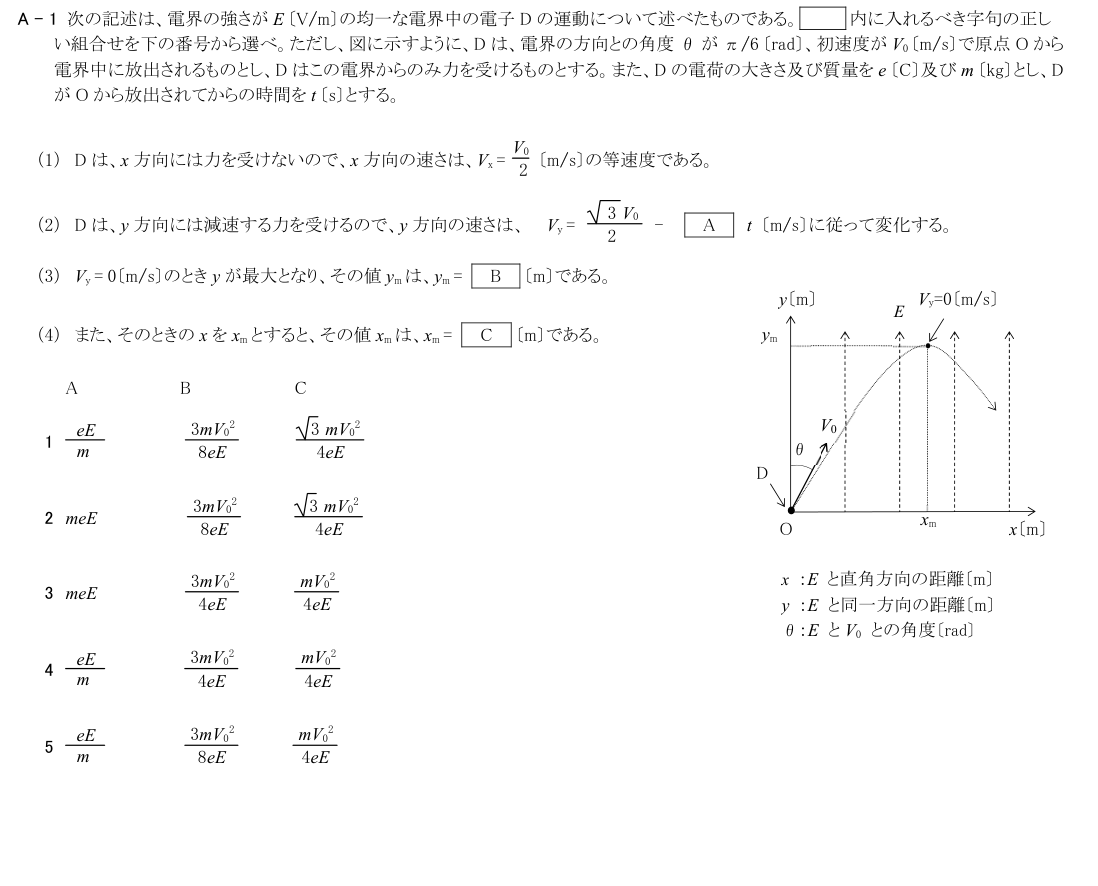 A－1 次の記述は、電界の強さが E〔V/m〕の均一な電界中の電子 D の運動について述べたものである。□内に入れるべき字句の正し
い組合せを下の番号から選べ。ただし、図に示すように、D は、電界の方向との角度 θ が π/6〔rad〕、初速度が V₀〔m/s〕で原点 O から
電界中に放出されるものとし、D はこの電界からのみ力を受けるものとする。また、D の電荷の大きさ及び質量を e〔C〕及び m〔kg〕とし、D
が O から放出されてからの時間を t〔s〕とする。
(1) D は、x 方向には力を受けないので、x 方向の速さは、Vₓ = V₀/2〔m/s〕の等速度である。
(2) D は、y 方向には減速する力を受けるので、y 方向の速さは、 Vy = √3 V₀/2 − A t〔m/s〕に従って変化する。
(3) Vy = 0〔m/s〕のとき y が最大となり、その値 ym は、ym = B〔m〕である。
(4) また、そのときの x を xm とすると、その値 xm は、xm = C〔m〕である。
A B C
1 eE/m 3mV₀²/8eE √3 mV₀²/4eE
2 meE 3mV₀²/8eE √3 mV₀²/4eE
3 meE 3mV₀²/4eE mV₀²/4eE
4 eE/m 3mV₀²/4eE mV₀²/4eE
5 eE/m 3mV₀²/8eE mV₀²/4eE
y〔m〕 E Vy=0〔m/s〕
ym
V₀
θ
D
O xm x〔m〕
x :E と直角方向の距離〔m〕
y :E と同一方向の距離〔m〕
θ:E と V₀ との角度〔rad〕